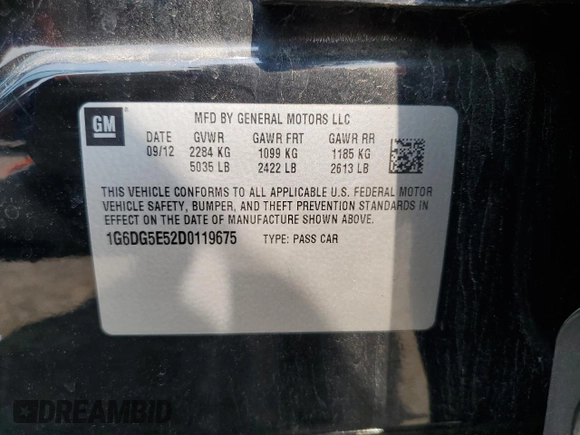 GM
MFD BY GENERAL MOTORS LLC
DATE GVWR GAWR FRT GAWR RR
09/12 2284 KG 1099 KG 1185 KG
5035 LB 2422 LB 2613 LB
THIS VEHICLE CONFORMS TO ALL APPLICABLE U.S. FEDERAL MOTOR
VEHICLE SAFETY, BUMPER, AND THEFT PREVENTION STANDARDS
IN EFFECT ON THE DATE OF MANUFACTURE SHOWN ABOVE.
1G6DG5E52D0119675 TYPE: PASS CAR
DREAMBID